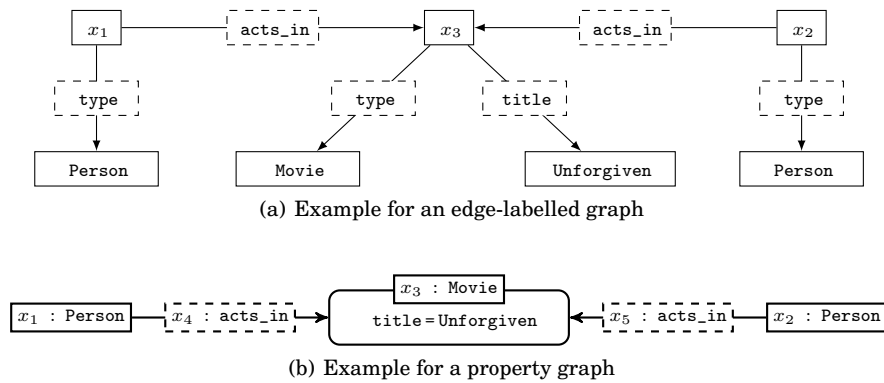 x1 acts_in x3 acts_in x2
type type title type
Person Movie Unforgiven Person
(a) Example for an edge-labelled graph
x3 : Movie
x1 : Person x4 : acts_in title=Unforgiven x5 : acts_in x2 : Person
(b) Example for a property graph